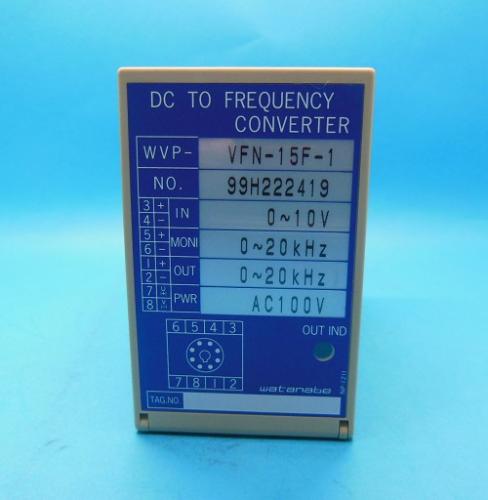 DC TO FREQUENCY
CONVERTER
WVP- VFN-15F-1
NO. 99H222419
3 + IN 0~10V
4 -
5 + MONI 0~20kHz
6 -
1 + OUT 0~20kHz
2 -
7 PWR AC100V
8
6 5 4 3
OUT IND
7 8 1 2
watanabe
TAG.NO